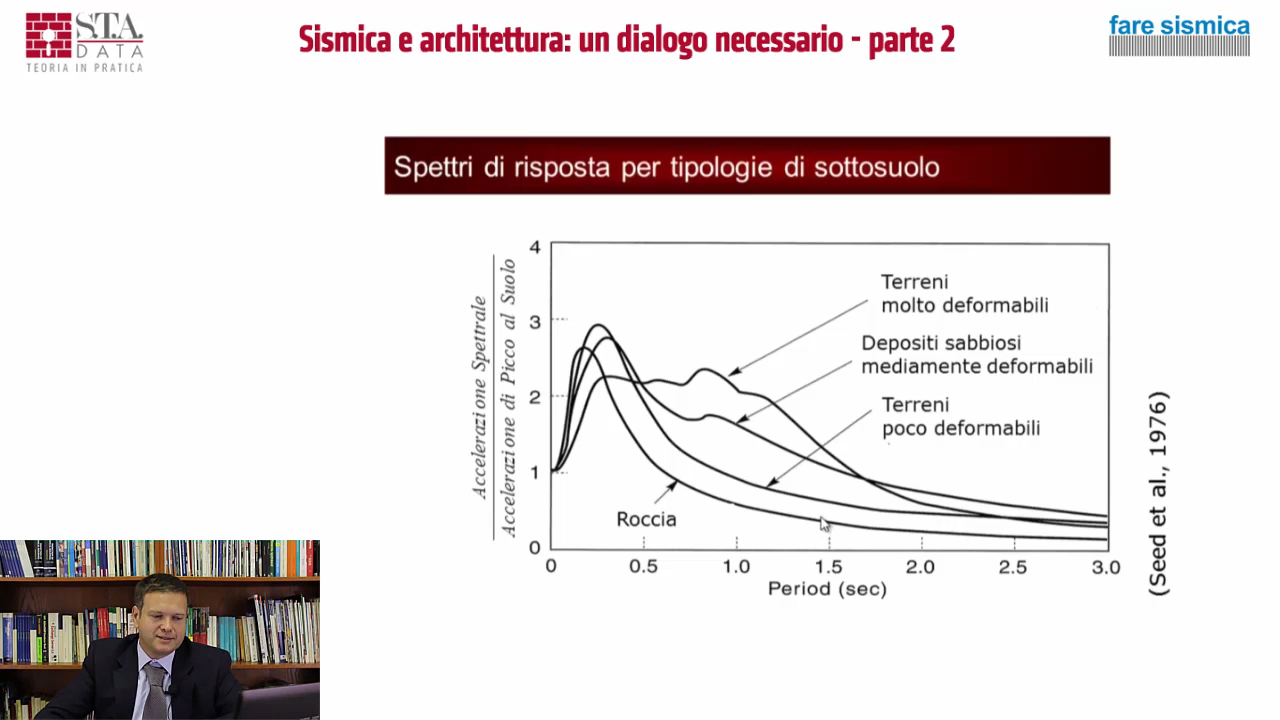 S.T.A.
DATA
TEORIA IN PRATICA
Sismica e architettura: un dialogo necessario - parte 2
fare sismica
Spettri di risposta per tipologie di sottosuolo
Accelerazione Spettrale
Accelerazione di Picco al Suolo
4
3
2
1
0
Terreni
molto deformabili
Depositi sabbiosi
mediamente deformabili
Terreni
poco deformabili
Roccia
0 0.5 1.0 1.5 2.0 2.5 3.0
Period (sec)
(Seed et al., 1976)